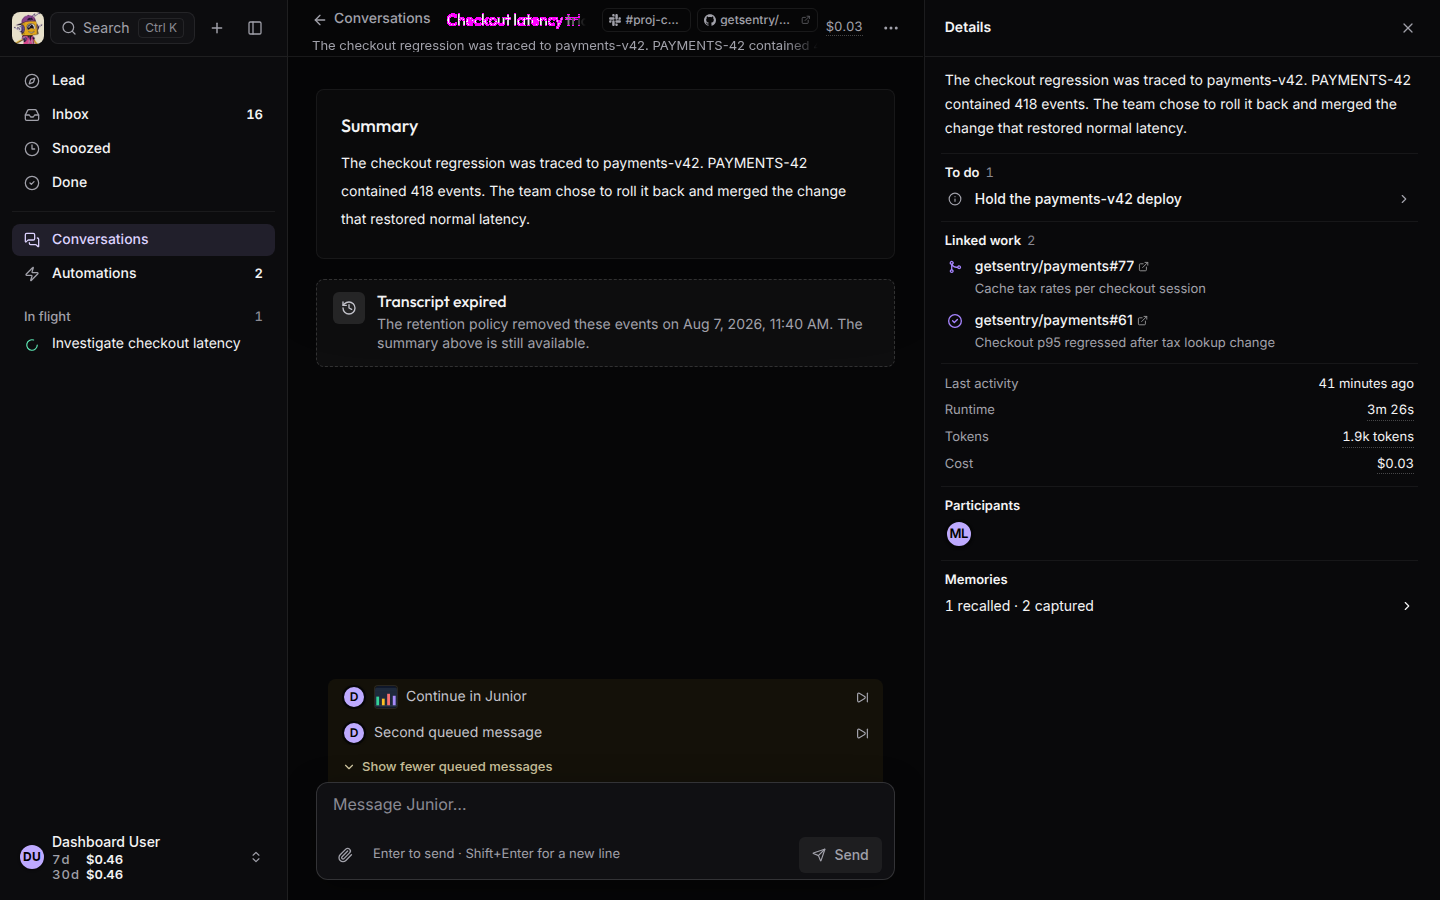 Search Ctrl K
Lead
Inbox 16
Snoozed
Done
Conversations
Automations 2
In flight 1
Investigate checkout latency
Dashboard User
7d $0.46
30d $0.46
Conversations Checkout latency #proj-c... getsentry/... $0.03
The checkout regression was traced to payments-v42. PAYMENTS-42 contained
Summary
The checkout regression was traced to payments-v42. PAYMENTS-42
contained 418 events. The team chose to roll it back and merged the change
that restored normal latency.
Transcript expired
The retention policy removed these events on Aug 7, 2026, 11:40 AM. The
summary above is still available.
D Continue in Junior
D Second queued message
Show fewer queued messages
Message Junior...
Enter to send · Shift+Enter for a new line
Send
DU
Details
The checkout regression was traced to payments-v42. PAYMENTS-42
contained 418 events. The team chose to roll it back and merged the
change that restored normal latency.
To do 1
Hold the payments-v42 deploy
Linked work 2
getsentry/payments#77
Cache tax rates per checkout session
getsentry/payments#61
Checkout p95 regressed after tax lookup change
Last activity 41 minutes ago
Runtime 3m 26s
Tokens 1.9k tokens
Cost $0.03
Participants
ML
Memories
1 recalled · 2 captured